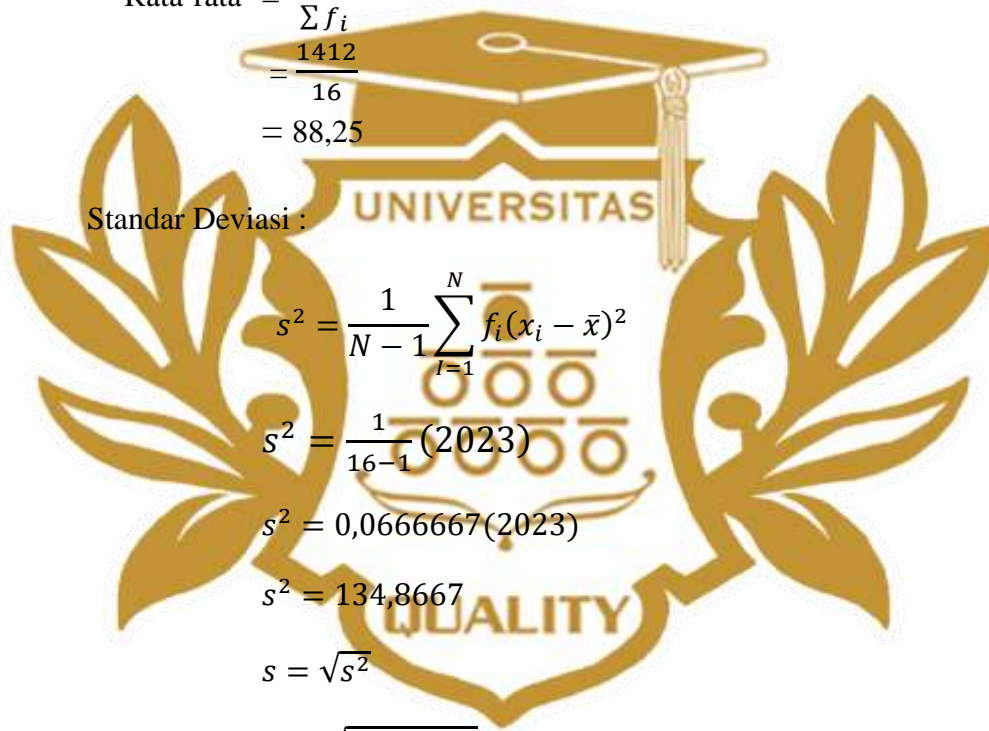 Rata-rata = 
∑ f_i
= 1412/16
= 88,25
UNIVERSITAS
Standar Deviasi :
s² = 1/(N − 1) ∑_{I=1}^{N} f_i(x_i − x̄)²
s² = 1/(16−1) (2023)
s² = 0,0666667(2023)
s² = 134,8667
QUALITY
s = √s²